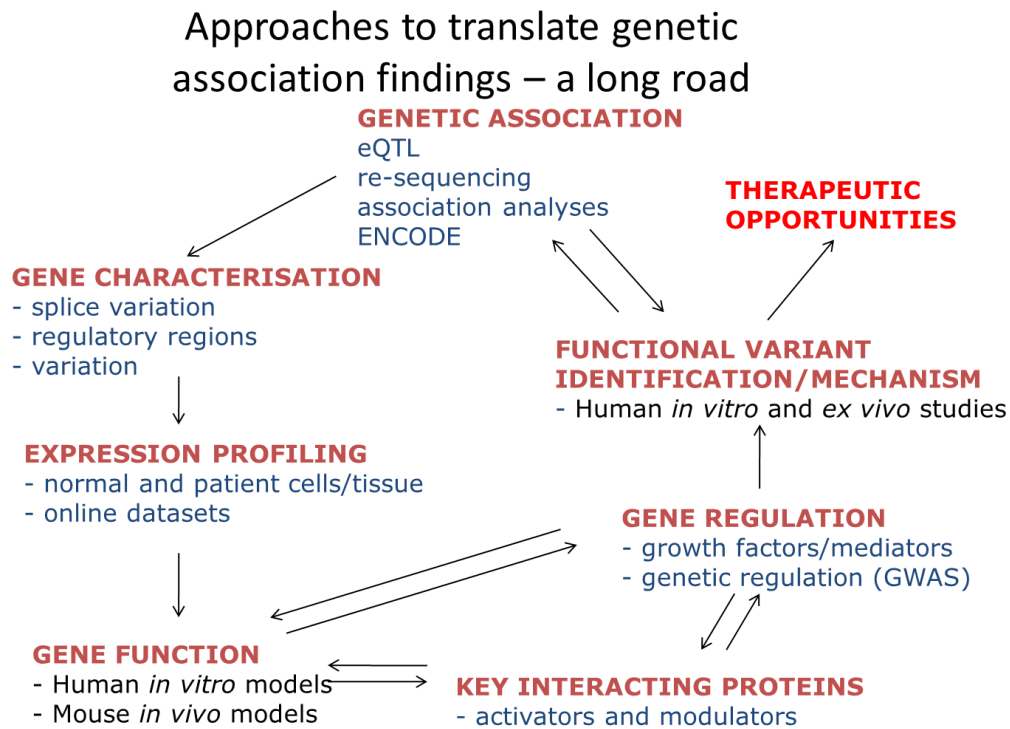 Approaches to translate genetic
association findings – a long road
GENETIC ASSOCIATION
eQTL
re-sequencing
association analyses
ENCODE
THERAPEUTIC
OPPORTUNITIES
GENE CHARACTERISATION
- splice variation
- regulatory regions
- variation
FUNCTIONAL VARIANT
IDENTIFICATION/MECHANISM
- Human in vitro and ex vivo studies
EXPRESSION PROFILING
- normal and patient cells/tissue
- online datasets
GENE REGULATION
- growth factors/mediators
- genetic regulation (GWAS)
GENE FUNCTION
- Human in vitro models
- Mouse in vivo models
KEY INTERACTING PROTEINS
- activators and modulators